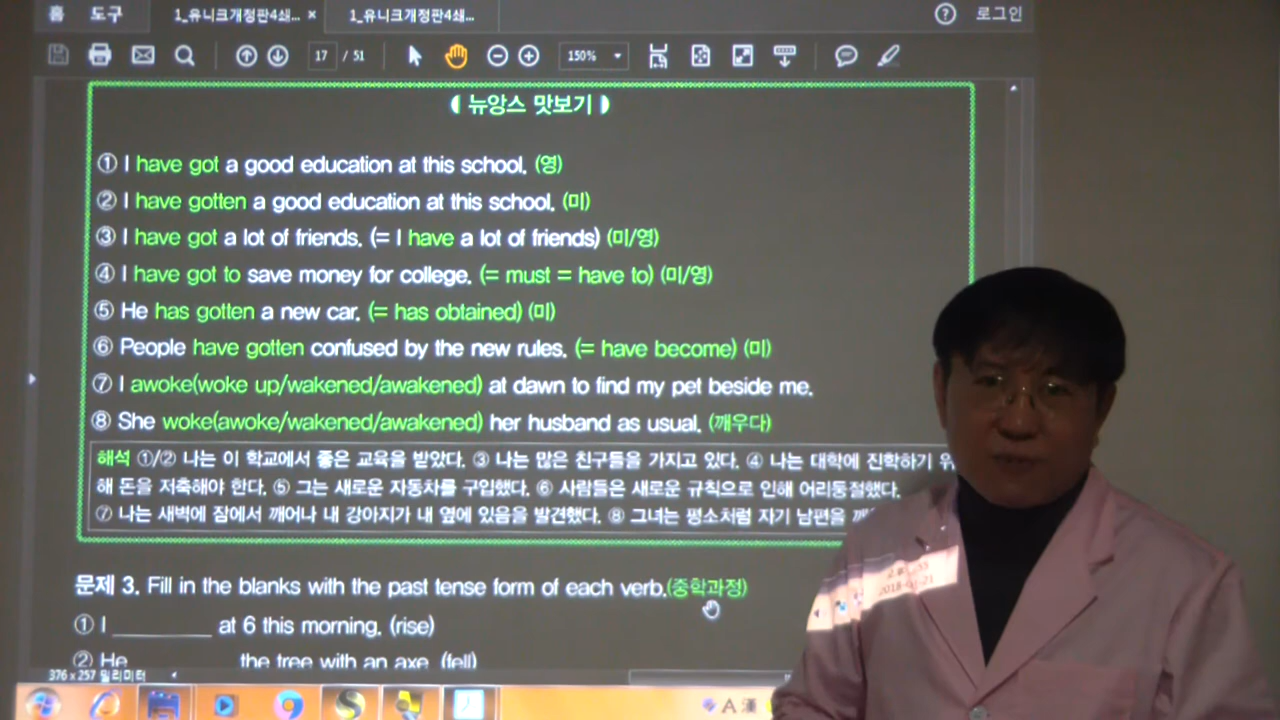 홈 도구 1_유니크개정판4쇄... × 1_유니크개정판4쇄... ? 로그인
17 / 51 150%
뉴앙스 맛보기
① I have got a good education at this school. (영)
② I have gotten a good education at this school. (미)
③ I have got a lot of friends. (= I have a lot of friends) (미/영)
④ I have got to save money for college. (= must = have to) (미/영)
⑤ He has gotten a new car. (= has obtained) (미)
⑥ People have gotten confused by the new rules. (= have become) (미)
⑦ I awoke(woke up/wakened/awakened) at dawn to find my pet beside me.
⑧ She woke(awoke/wakened/awakened) her husband as usual. (깨우다)
해석 ①/② 나는 이 학교에서 좋은 교육을 받았다. ③ 나는 많은 친구들을 가지고 있다. ④ 나는 대학에 진학하기 위
해 돈을 저축해야 한다. ⑤ 그는 새로운 자동차를 구입했다. ⑥ 사람들은 새로운 규칙으로 인해 어리둥절했다.
⑦ 나는 새벽에 잠에서 깨어나 내 강아지가 내 옆에 있음을 발견했다. ⑧ 그녀는 평소처럼 자기 남편을
문제 3. Fill in the blanks with the past tense form of each verb.(중학과정)
① I ________ at 6 this morning. (rise)
② He ________ the tree with an axe. (fell)
376 x 257 밀리미터
A 漢